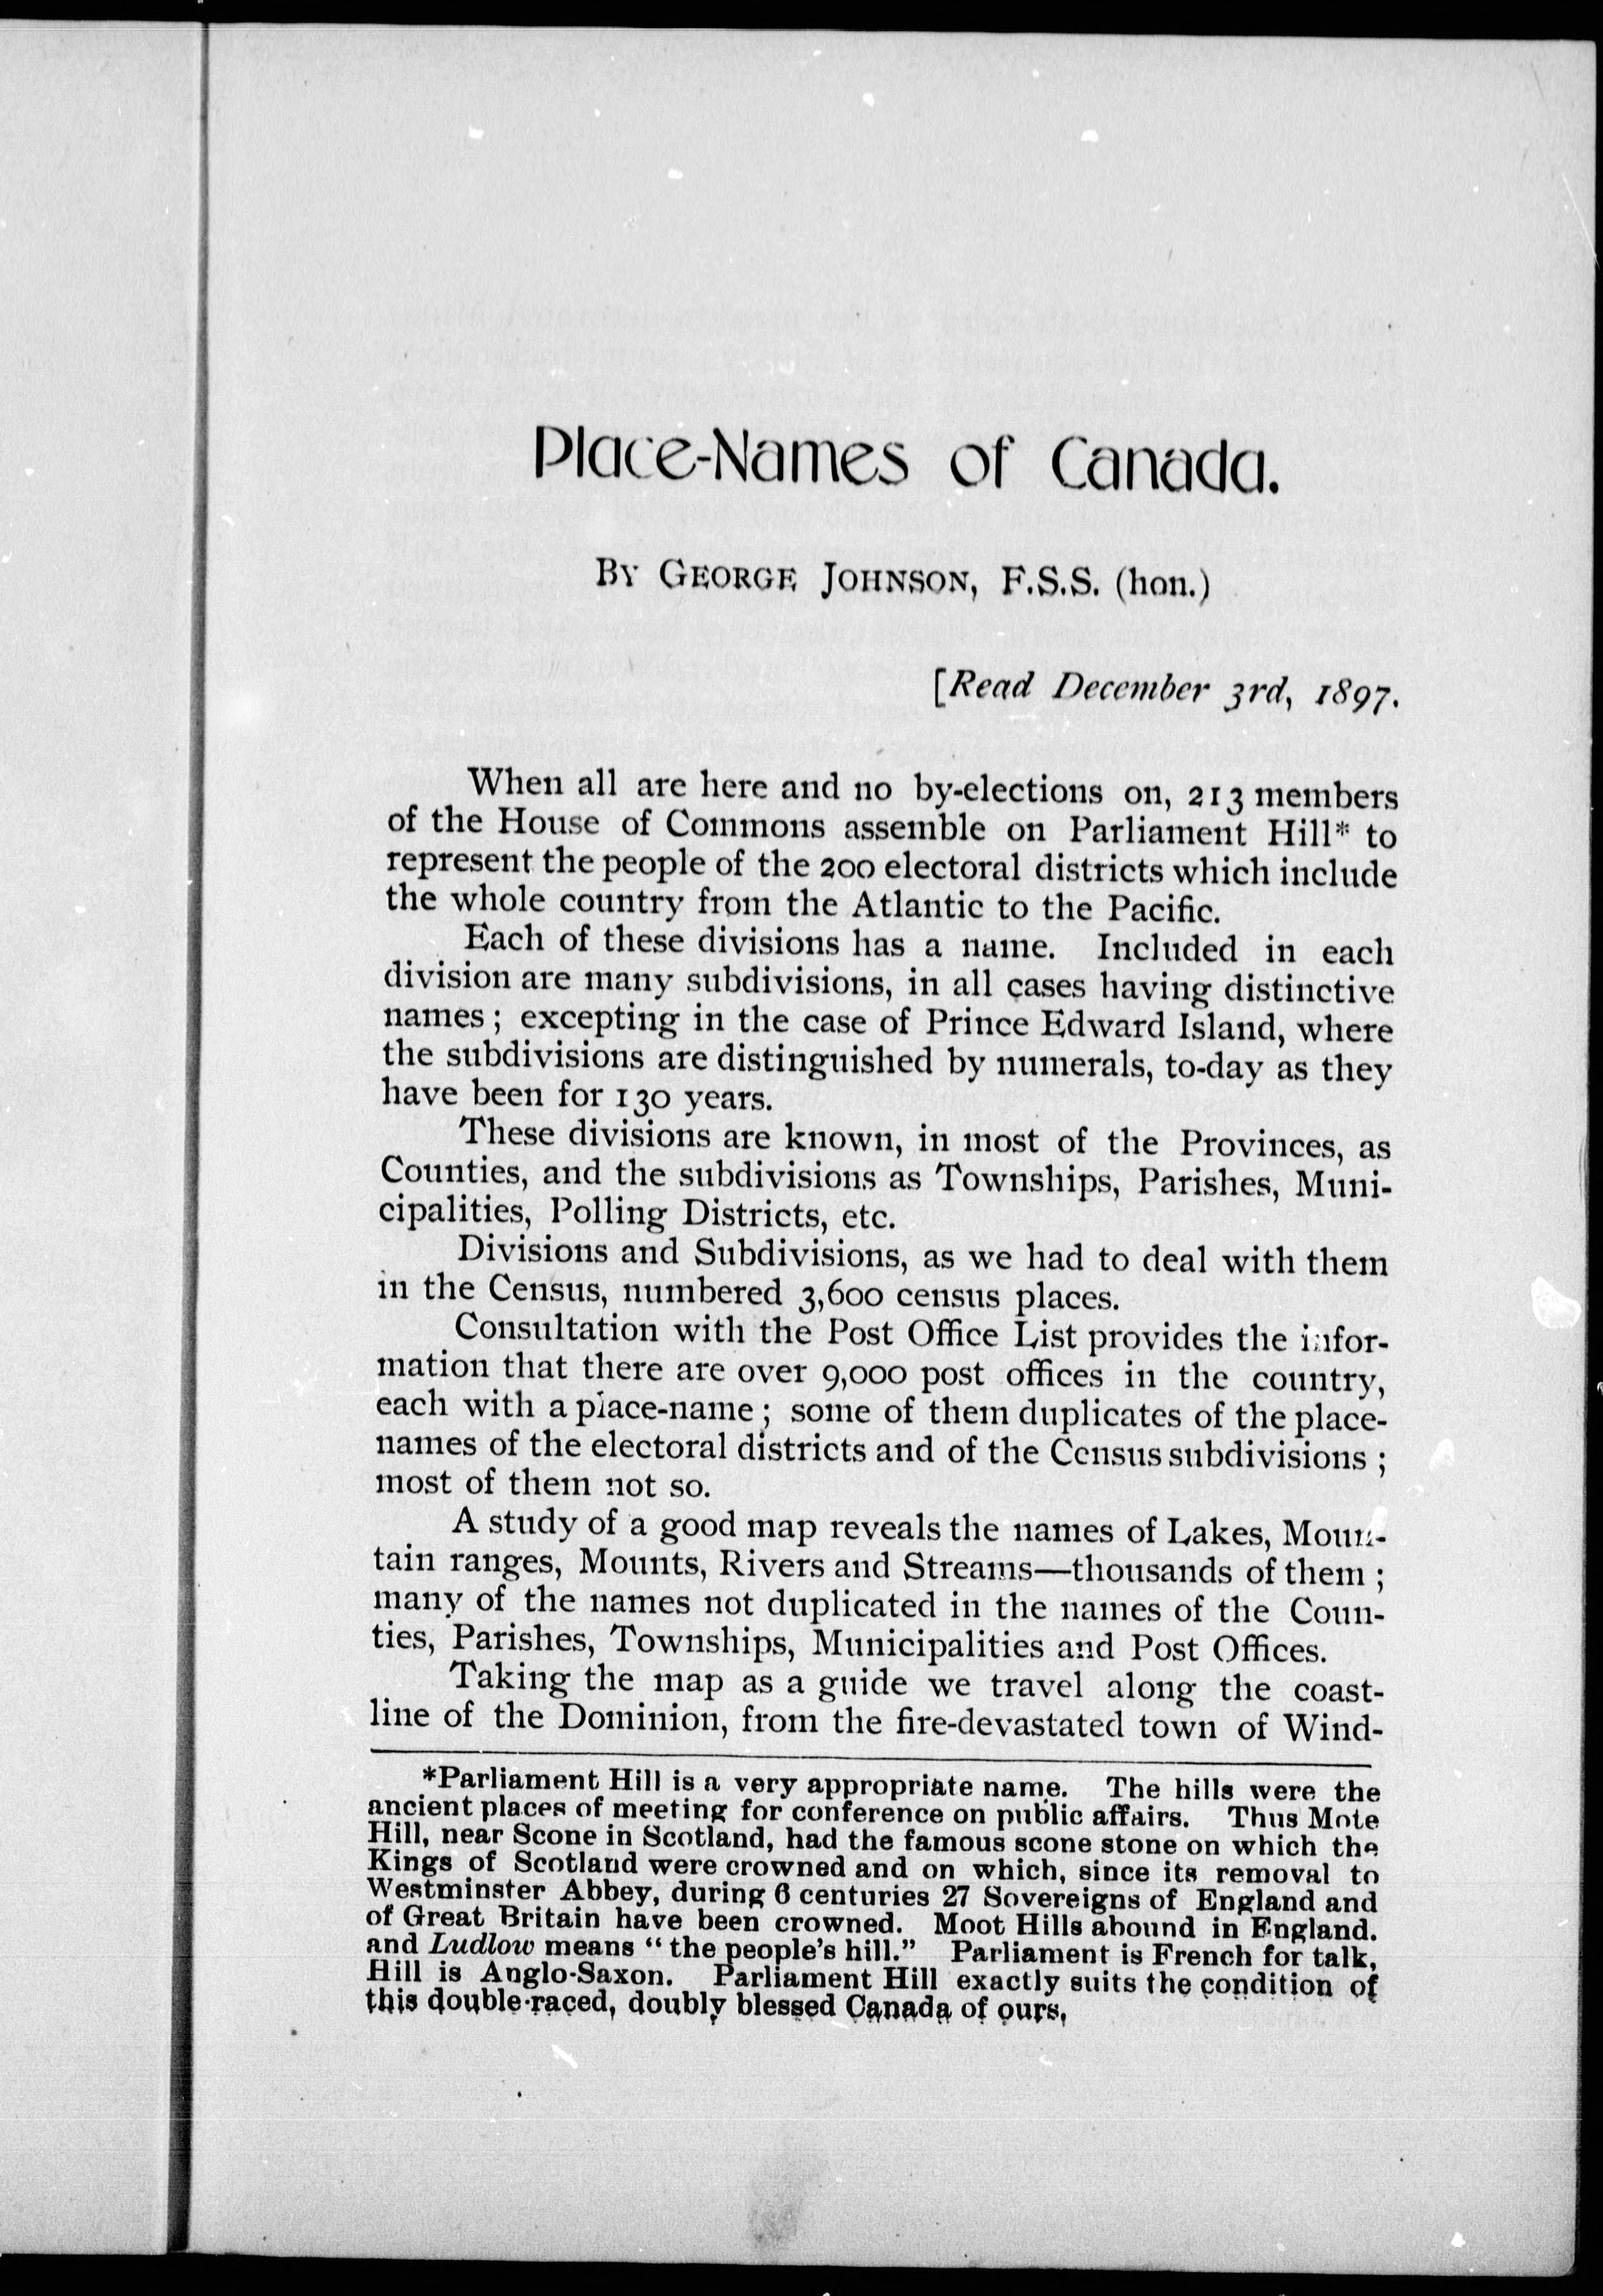 Place-Names of Canada.
By George Johnson, F.S.S. (hon.)
[Read December 3rd, 1897.
When all are here and no by-elections on, 213 members
of the House of Commons assemble on Parliament Hill* to
represent the people of the 200 electoral districts which include
the whole country from the Atlantic to the Pacific.
Each of these divisions has a name. Included in each
division are many subdivisions, in all cases having distinctive
names; excepting in the case of Prince Edward Island, where
the subdivisions are distinguished by numerals, to-day as they
have been for 130 years.
These divisions are known, in most of the Provinces, as
Counties, and the subdivisions as Townships, Parishes, Muni-
cipalities, Polling Districts, etc.
Divisions and Subdivisions, as we had to deal with them
in the Census, numbered 3,600 census places.
Consultation with the Post Office List provides the infor-
mation that there are over 9,000 post offices in the country,
each with a place-name; some of them duplicates of the place-
names of the electoral districts and of the Census subdivisions;
most of them not so.
A study of a good map reveals the names of Lakes, Moun-
tain ranges, Mounts, Rivers and Streams—thousands of them;
many of the names not duplicated in the names of the Coun-
ties, Parishes, Townships, Municipalities and Post Offices.
Taking the map as a guide we travel along the coast-
line of the Dominion, from the fire-devastated town of Wind-
*Parliament Hill is a very appropriate name. The hills were the
ancient places of meeting for conference on public affairs. Thus Mote
Hill, near Scone in Scotland, had the famous scone stone on which the
Kings of Scotland were crowned and on which, since its removal to
Westminster Abbey, during 6 centuries 27 Sovereigns of England and
of Great Britain have been crowned. Moot Hills abound in England.
and Ludlow means "the people's hill." Parliament is French for talk,
Hill is Anglo-Saxon. Parliament Hill exactly suits the condition of
this double-raced, doubly blessed Canada of ours.